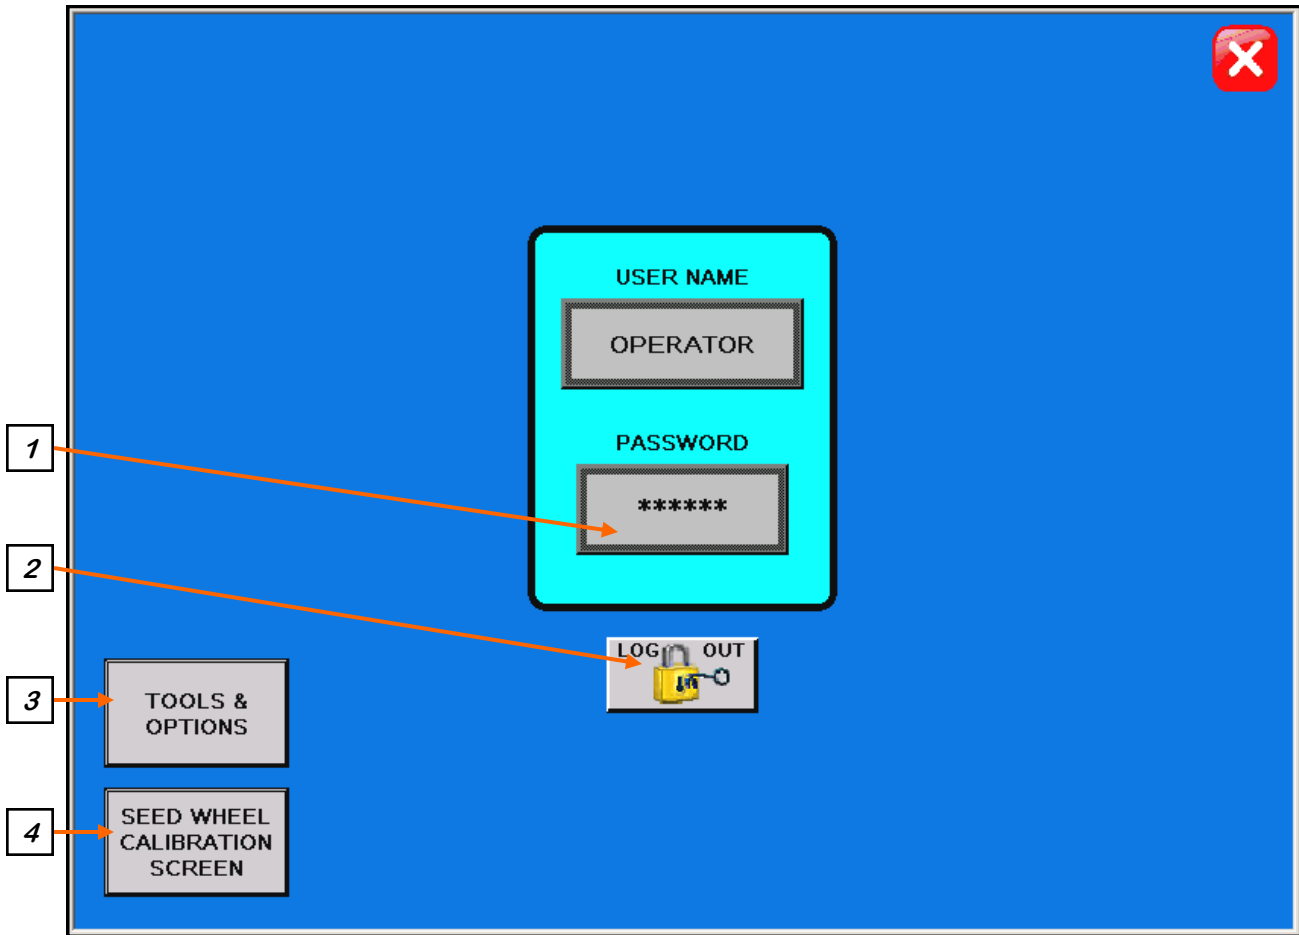 USER NAME
OPERATOR
1
PASSWORD
******
2
LOG OUT
3
TOOLS &
OPTIONS
4
SEED WHEEL
CALIBRATION
SCREEN